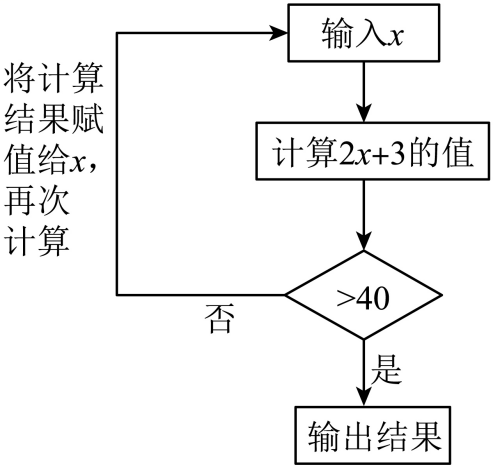 输入x
将计算
结果赋
值给x，
再次
计算
计算2x+3的值
>40
否
是
输出结果